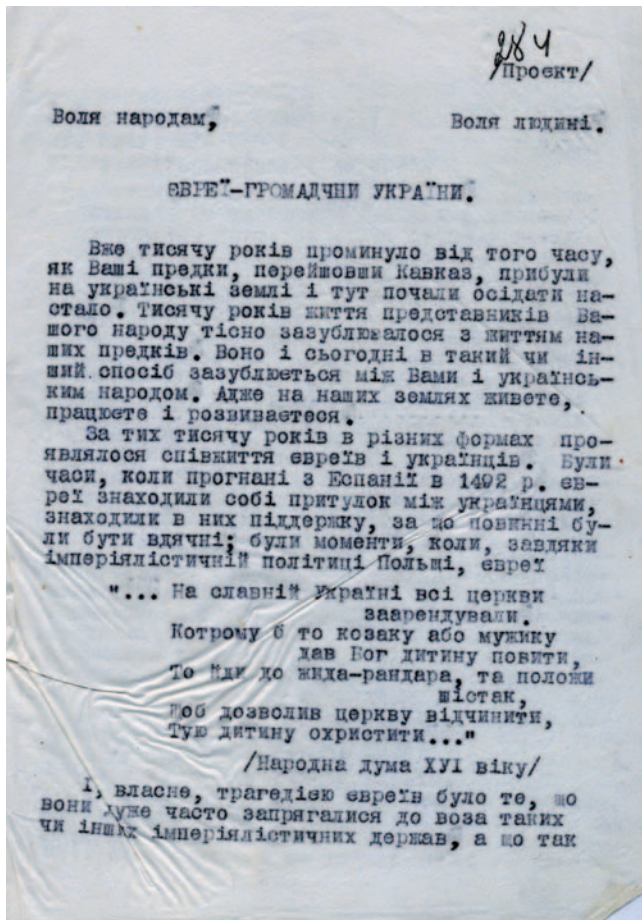 284
/Проєкт/
Воля народам, Воля людині.
ЄВРЕЇ-ГРОМАДЧНИ УКРАЇНИ.
Вже тисячу років проминуло від того часу,
як Ваші предки, перейшовши Кавказ, прибули
на українські землі і тут почали осідати на-
стало. Тисячу років життя представників Ва-
шого народу тісно зазублювалося з життям на-
ших предків. Воно і сьогодні в такий чи ін-
ший спосіб зазублюється між Вами і українсь-
ким народом. Адже на наших землях живете,
працюєте і розвиваєтеся.
За тих тисячу років в різних формах про-
являлося співжиття євреїв і українців. Були
часи, коли прогнані з Еспанії в 1492 р. єв-
реї знаходили собі притулок між українцями,
знаходили в них піддержку, за що повинні бу-
ли бути вдячні; були моменти, коли, завдяки
імперіялістичній політиці Польщі, євреї
"... На славній Україні всі церкви
заарендували.
Котрому б то козаку або мужику
дав Бог дитину повити,
То йди до жида-рандара, та положи
шістак,
Щоб дозволив церкву відчинити,
Тую дитину охристити..."
/Народна дума ХУІ віку/
І, власне, трагедією євреїв було те, що
вони дуже часто запрягалися до воза таких
чи інших імперіялістичних держав, а що так